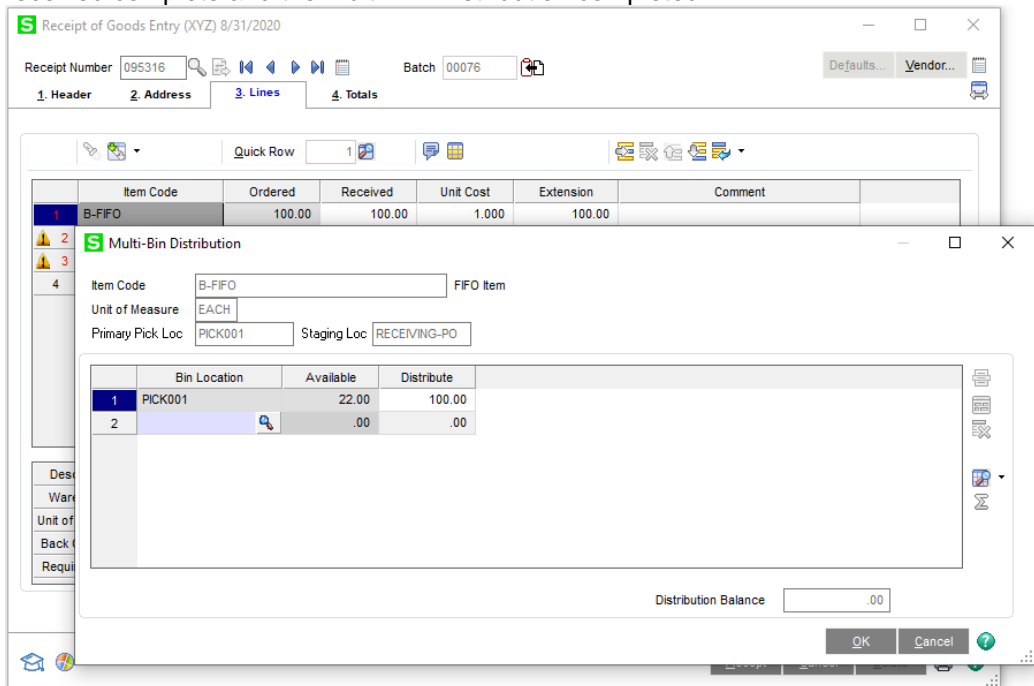 Receipt of Goods Entry (XYZ) 8/31/2020
Receipt Number 095316 Batch 00076 Defaults... Vendor...
1. Header 2. Address 3. Lines 4. Totals
Quick Row 1
Item Code Ordered Received Unit Cost Extension Comment
1 B-FIFO 100.00 100.00 1.000 100.00
2
3
4
S Multi-Bin Distribution
Item Code B-FIFO FIFO Item
Unit of Measure EACH
Primary Pick Loc PICK001 Staging Loc RECEIVING-PO
Bin Location Available Distribute
1 PICK001 22.00 100.00
2 .00 .00
Unit of
Distribution Balance .00
OK Cancel